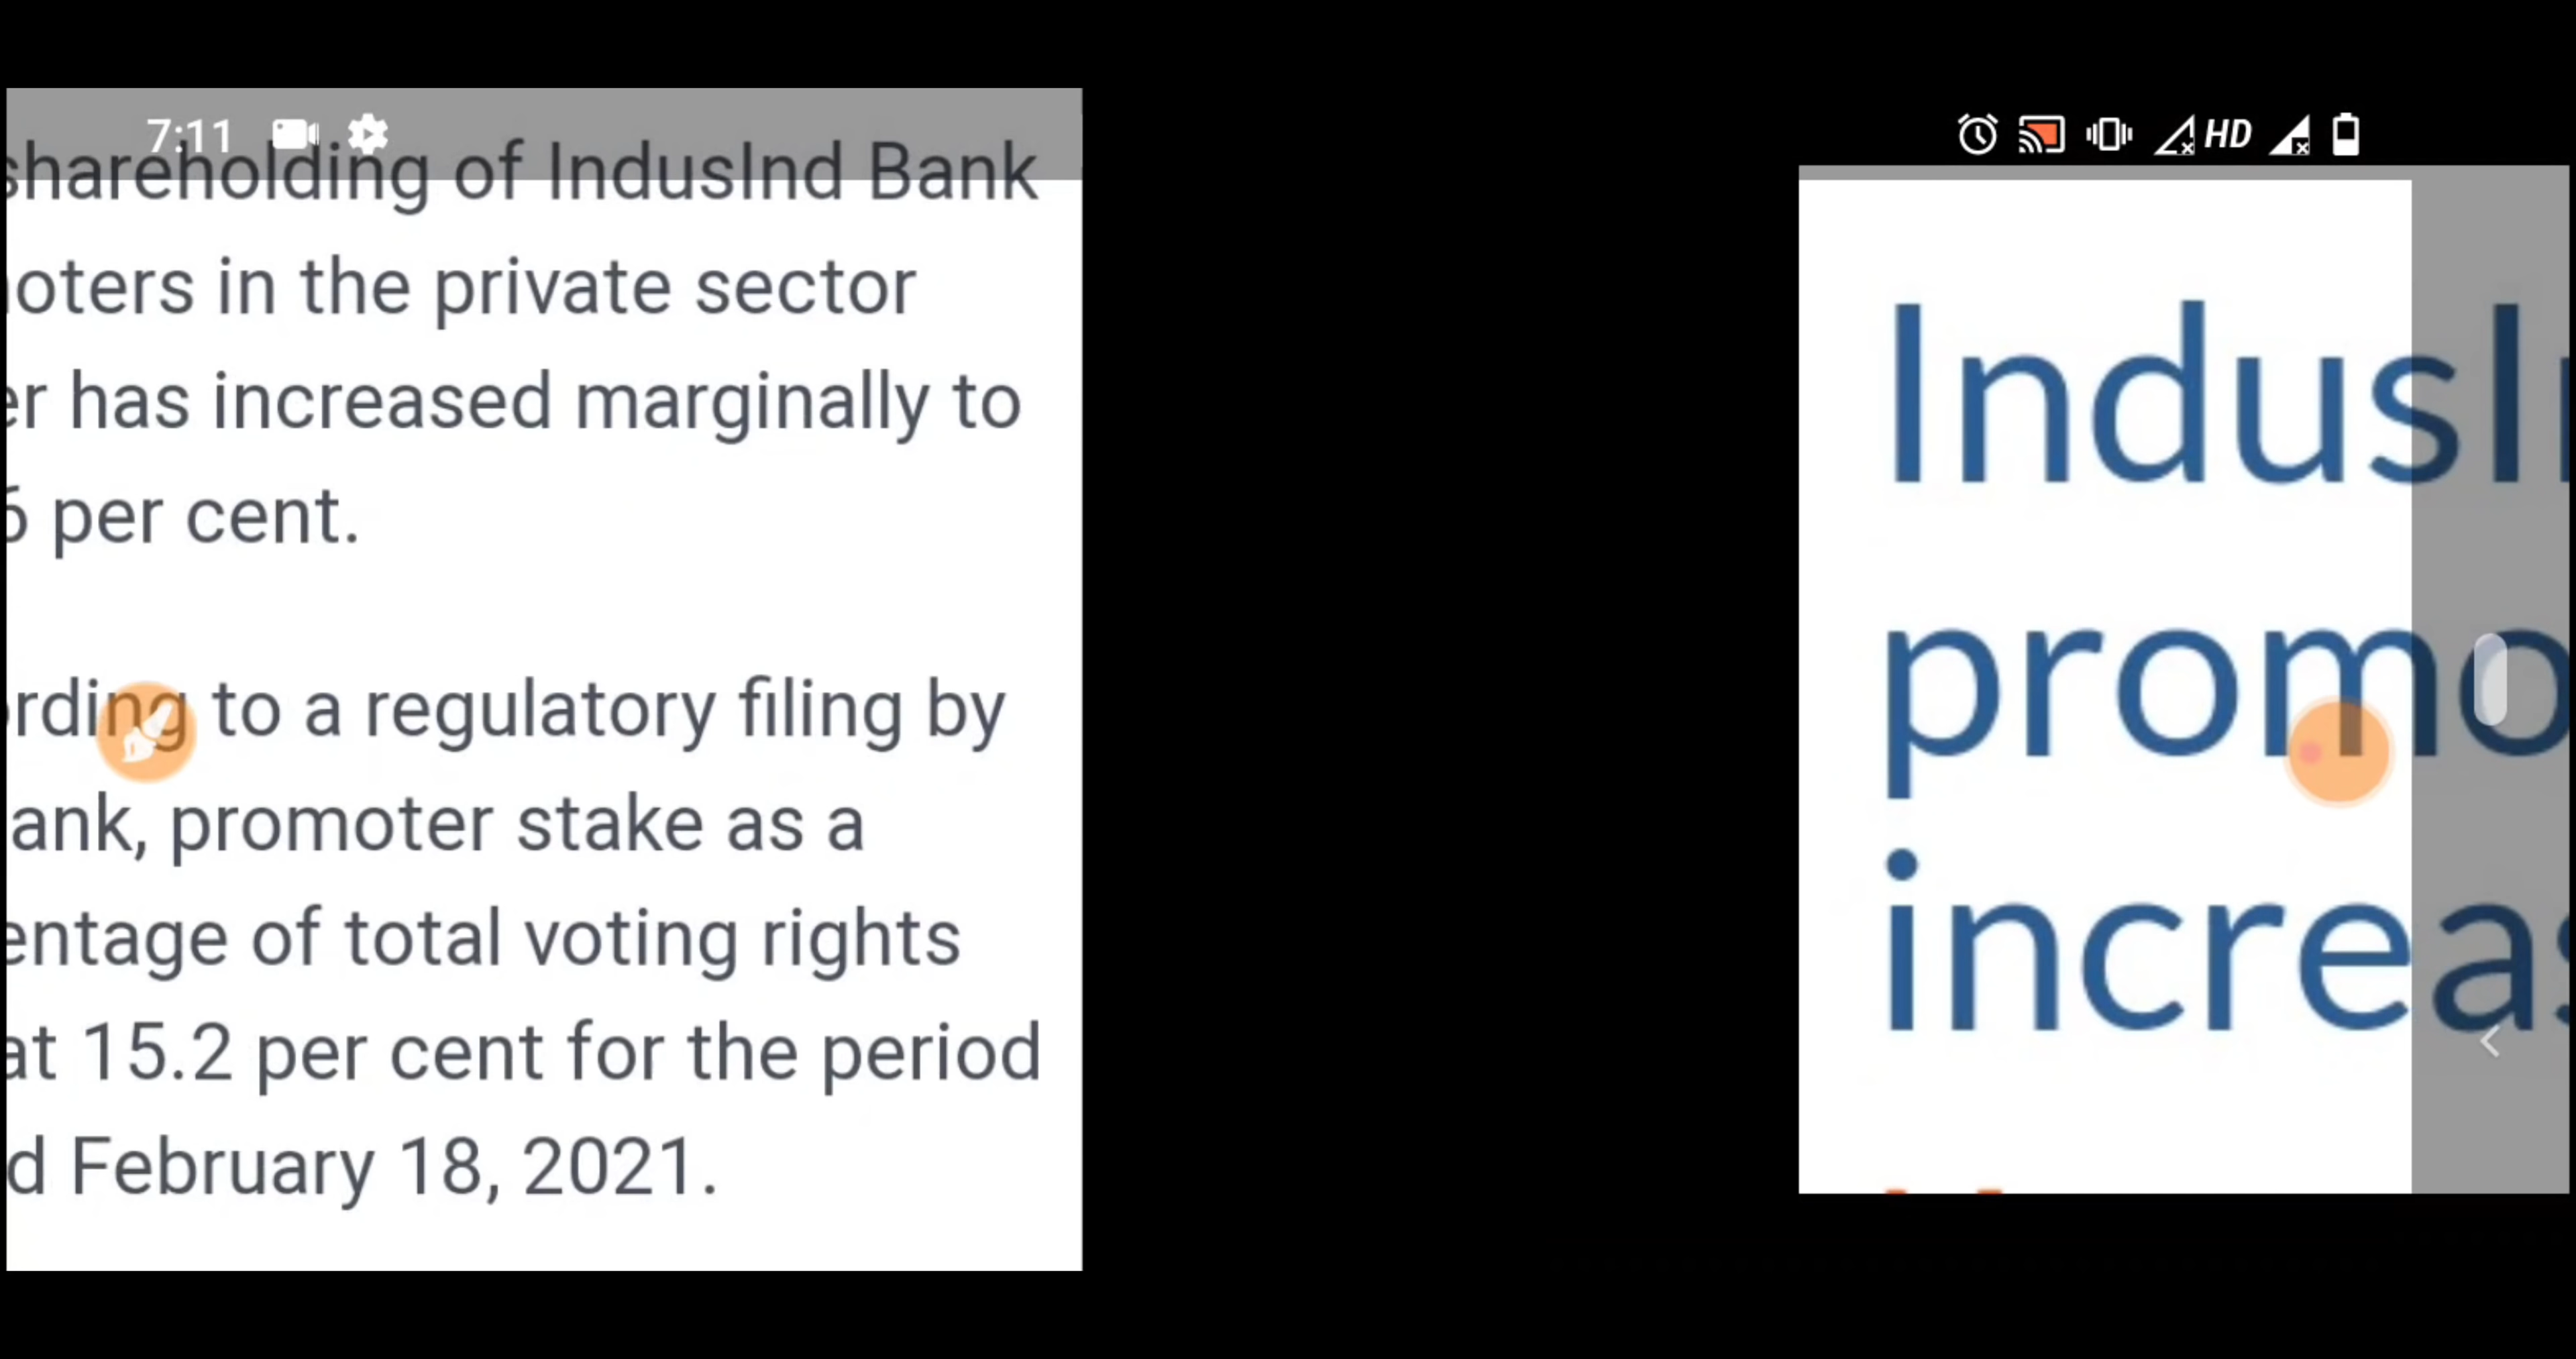 7:11
HD
shareholding of IndusInd Bank
oters in the private sector
er has increased marginally to
6 per cent.
rding to a regulatory filing by
ank, promoter stake as a
entage of total voting rights
at 15.2 per cent for the period
d February 18, 2021.
IndusI
promo
increas